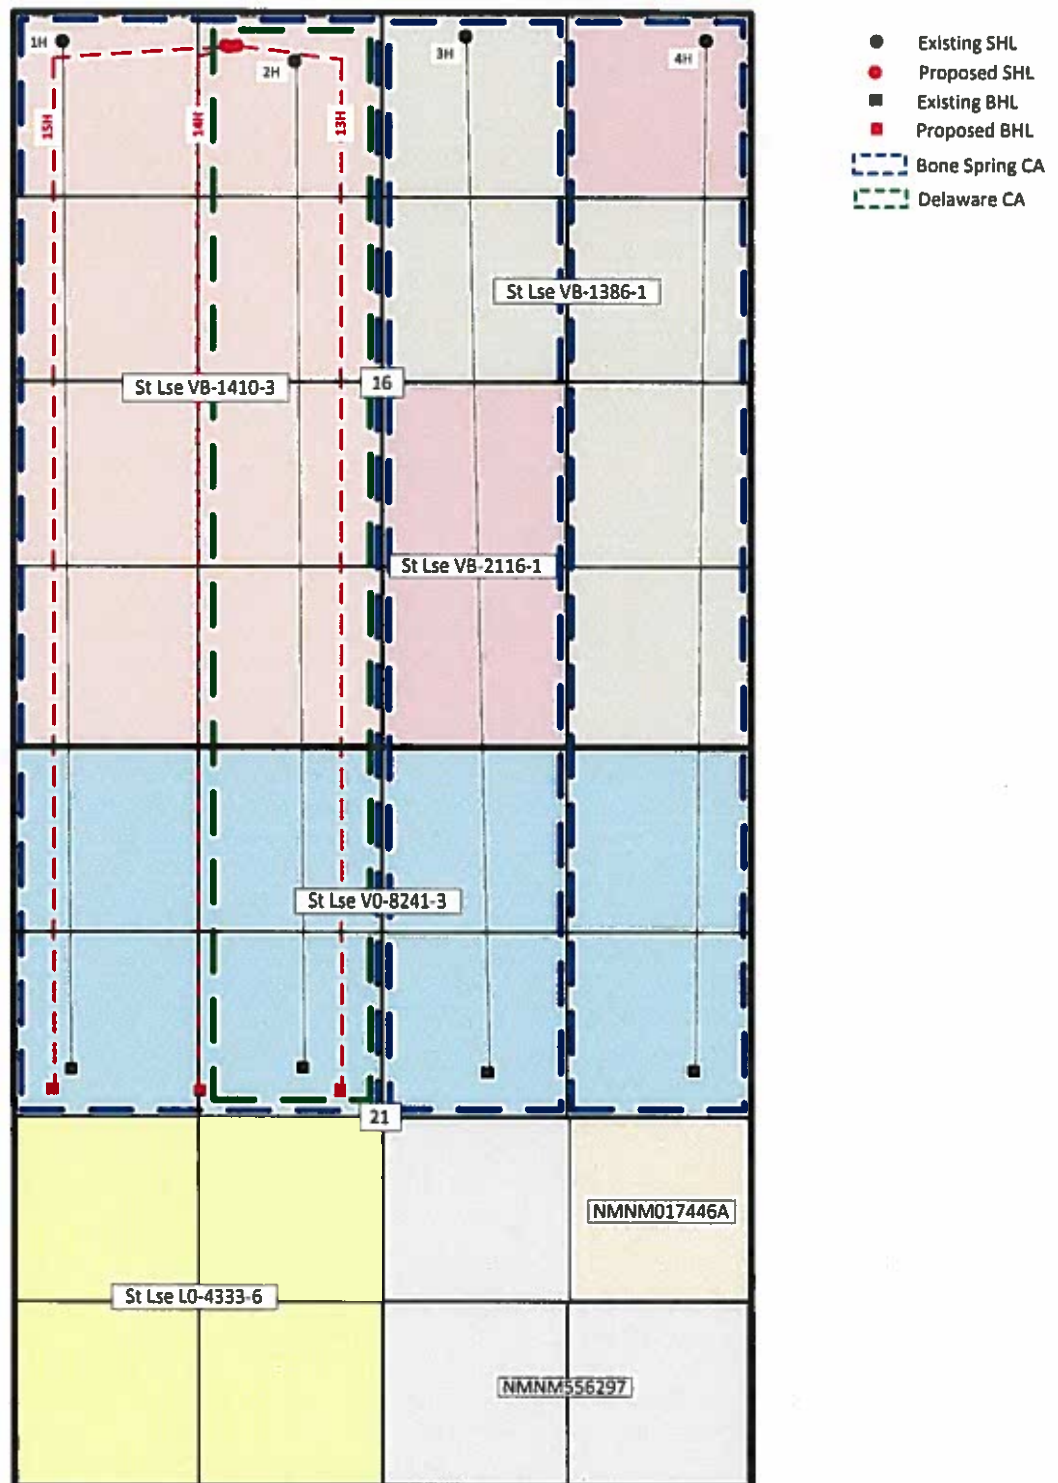 1H
2H
3H
4H
15H
14H
13H
Existing SHL
Proposed SHL
Existing BHL
Proposed BHL
Bone Spring CA
Delaware CA
St Lse VB-1386-1
St Lse VB-1410-3
16
St Lse VB-2116-1
St Lse V0-8241-3
21
NMNM017446A
St Lse L0-4333-6
NMNM556297